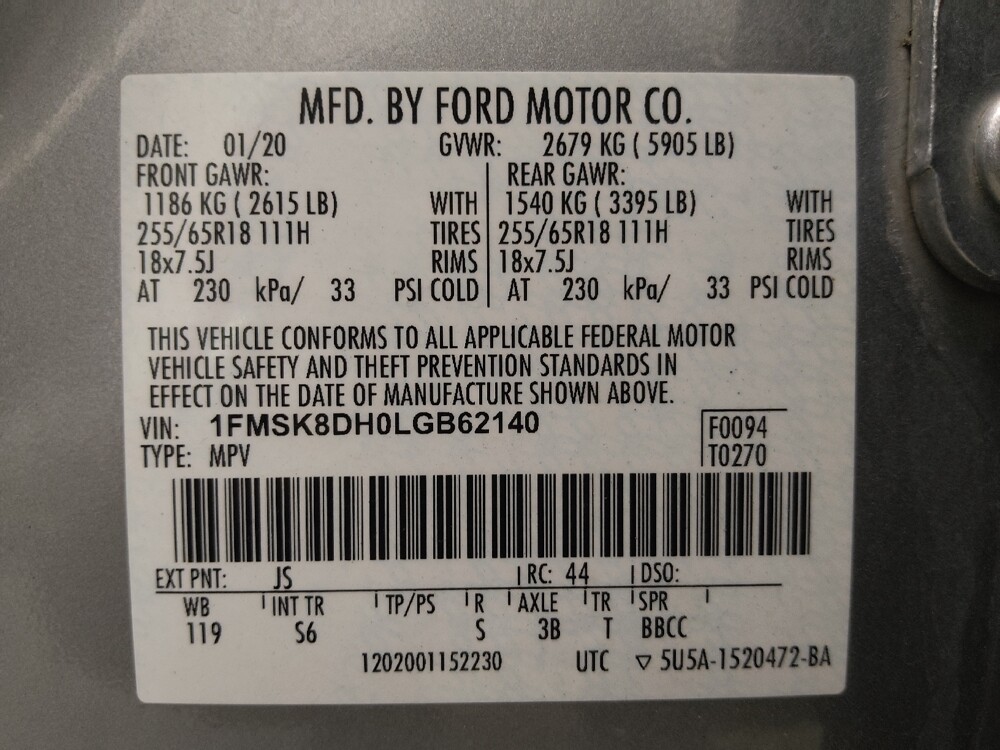 MFD. BY FORD MOTOR CO.
DATE: 01/20 GVWR: 2679 KG ( 5905 LB)
FRONT GAWR: REAR GAWR:
1186 KG ( 2615 LB) WITH 1540 KG ( 3395 LB) WITH
255/65R18 111H TIRES 255/65R18 111H TIRES
18x7.5J RIMS 18x7.5J RIMS
AT 230 kPa/ 33 PSI COLD AT 230 kPa/ 33 PSI COLD
THIS VEHICLE CONFORMS TO ALL APPLICABLE FEDERAL MOTOR
VEHICLE SAFETY AND THEFT PREVENTION STANDARDS IN
EFFECT ON THE DATE OF MANUFACTURE SHOWN ABOVE.
VIN: 1FMSK8DH0LGB62140 F0094
TYPE: MPV T0270
EXT PNT: JS RC: 44 DSO:
WB INT TR TP/PS R AXLE TR SPR
119 S6 S 3B T BBCC
1202001152230 UTC ▽ 5U5A-1520472-BA